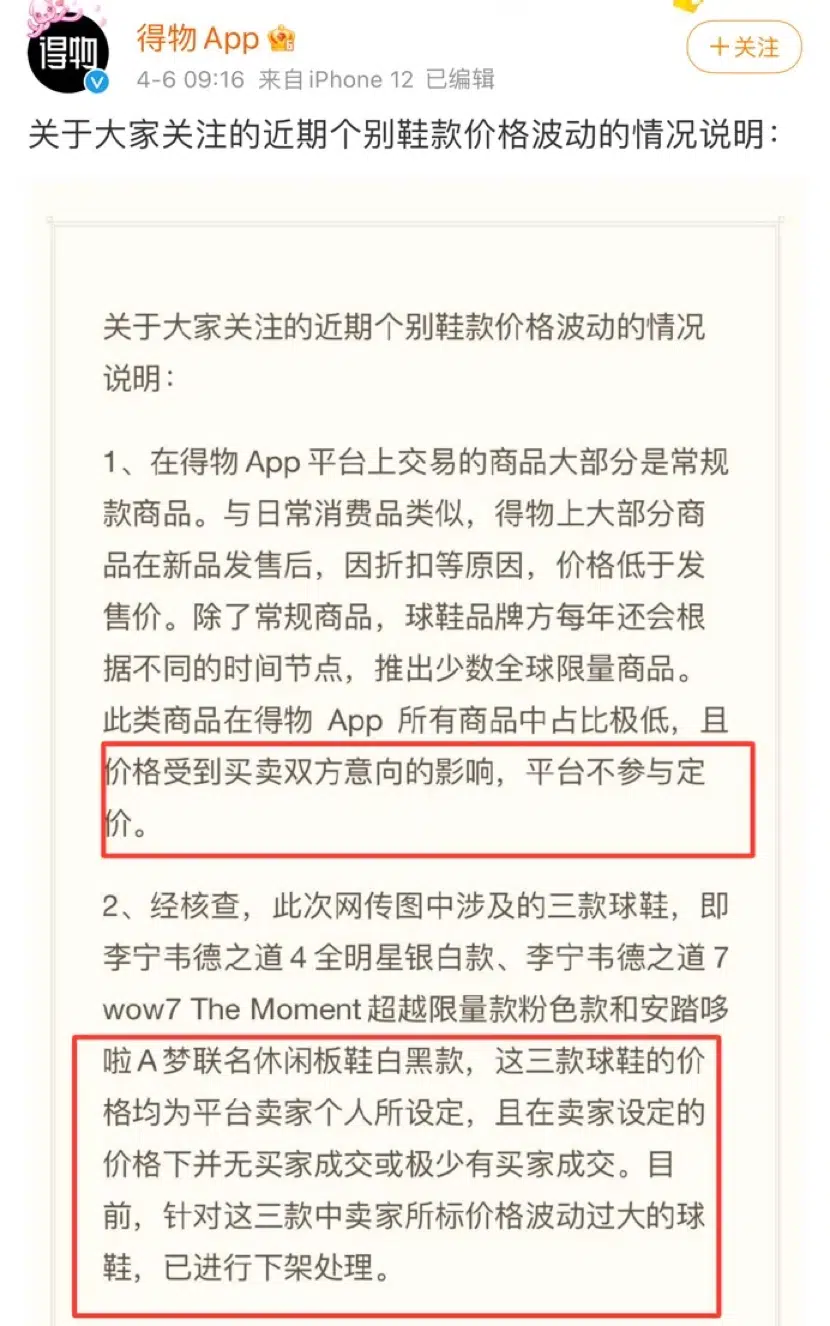 得物
得物 App
4-6 09:16 来自 iPhone 12 已编辑
+关注
关于大家关注的近期个别鞋款价格波动的情况说明：
关于大家关注的近期个别鞋款价格波动的情况
说明：
1、在得物 App 平台上交易的商品大部分是常规
款商品。与日常消费品类似，得物上大部分商
品在新品发售后，因折扣等原因，价格低于发
售价。除了常规商品，球鞋品牌方每年还会根
据不同的时间节点，推出少数全球限量商品。
此类商品在得物 App 所有商品中占比极低，且
价格受到买卖双方意向的影响，平台不参与定
价。
2、经核查，此次网传图中涉及的三款球鞋，即
李宁韦德之道 4 全明星银白款、李宁韦德之道 7
wow7 The Moment 超越限量款粉色款和安踏哆
啦 A 梦联名休闲板鞋白黑款，这三款球鞋的价
格均为平台卖家个人所设定，且在卖家设定的
价格下并无买家成交或极少有买家成交。目
前，针对这三款中卖家所标价格波动过大的球
鞋，已进行下架处理。